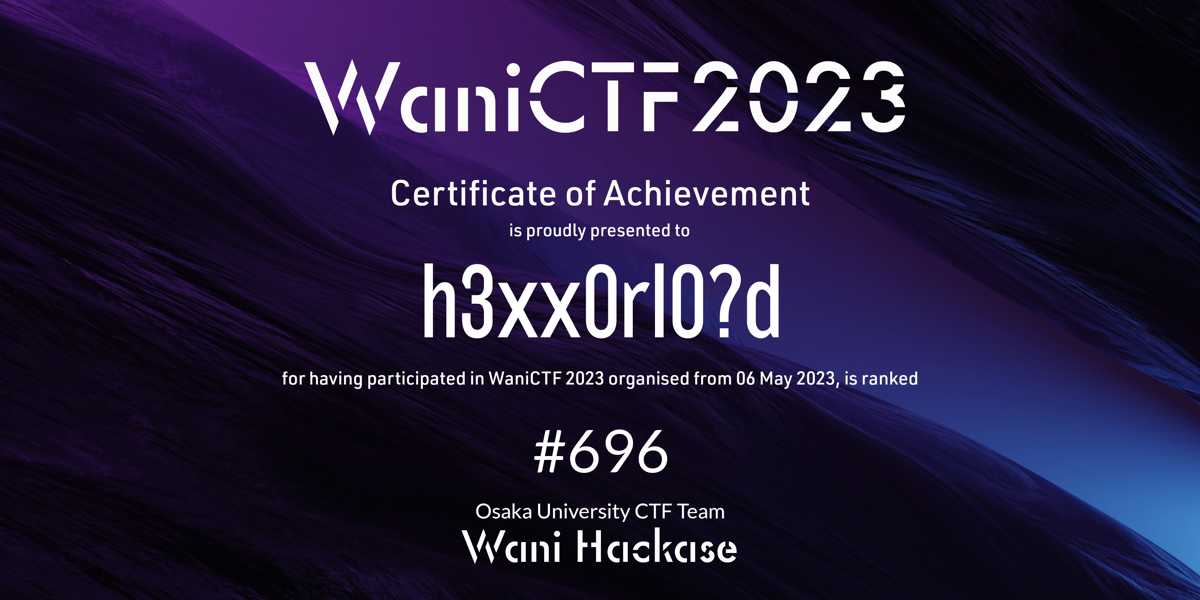 WaniCTF2023
Certificate of Achievement
is proudly presented to
h3xx0rl0?d
for having participated in WaniCTF 2023 organised from 06 May 2023, is ranked
#696
Osaka University CTF Team
Wani Hackase